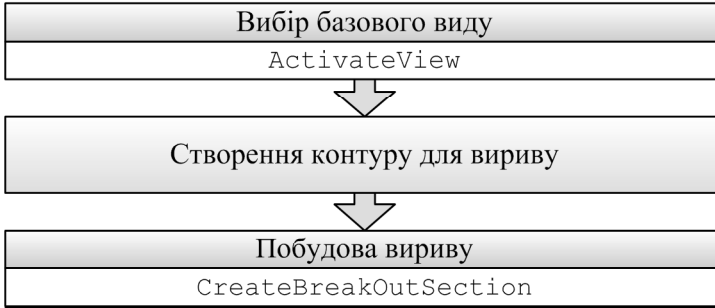 Вибір базового виду
ActivateView
Створення контуру для вириву
Побудова вириву
CreateBreakOutSection